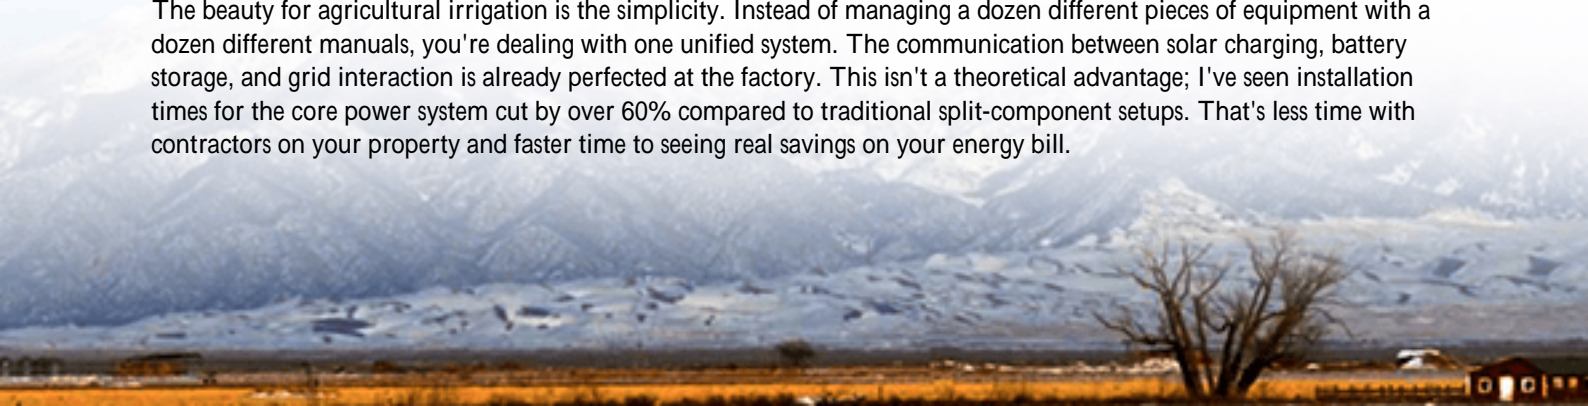 The beauty for agricultural irrigation is the simplicity. Instead of managing a dozen different pieces of equipment with a
dozen different manuals, you're dealing with one unified system. The communication between solar charging, battery
storage, and grid interaction is already perfected at the factory. This isn't a theoretical advantage; I've seen installation
times for the core power system cut by over 60% compared to traditional split-component setups. That's less time with
contractors on your property and faster time to seeing real savings on your energy bill.